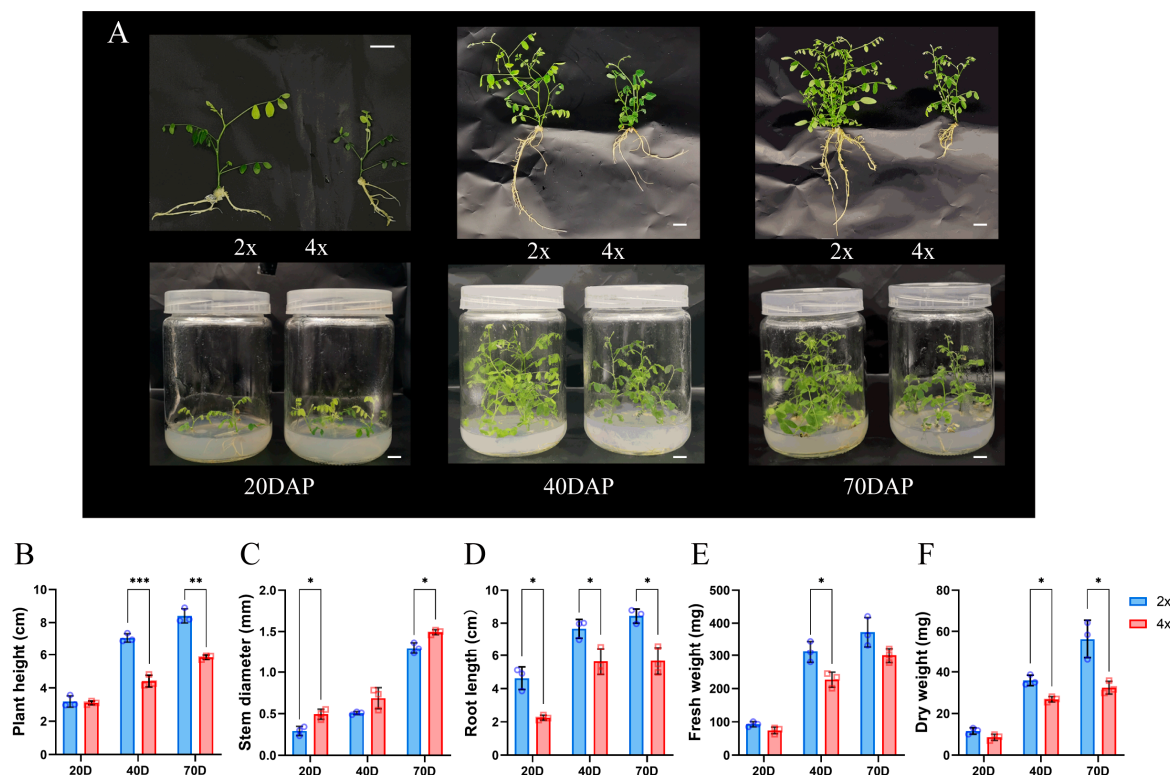 A
2x 4x
2x 4x
2x 4x
20DAP
40DAP
70DAP
B
Plant height (cm)
10
8
6
4
2
0
***
**
20D 40D 70D
C
Stem diameter (mm)
2.0
1.5
1.0
0.5
0.0
*
*
20D 40D 70D
D
Root length (cm)
10
8
6
4
2
0
*
*
*
20D 40D 70D
E
Fresh weight (mg)
500
400
300
200
100
0
*
20D 40D 70D
F
Dry weight (mg)
80
60
40
20
0
*
*
20D 40D 70D
2x
4x